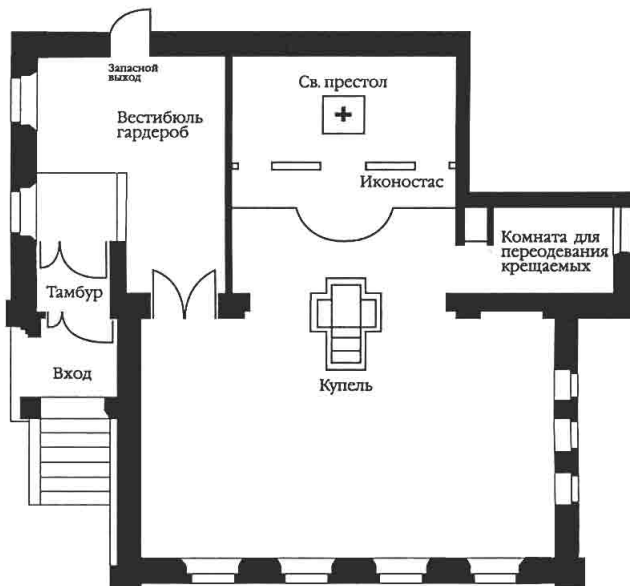 Запасной
выход
Вестибюль
гардероб
Св. престол
Иконостас
Комната для
переодевания
крещаемых
Тамбур
Вход
Купель